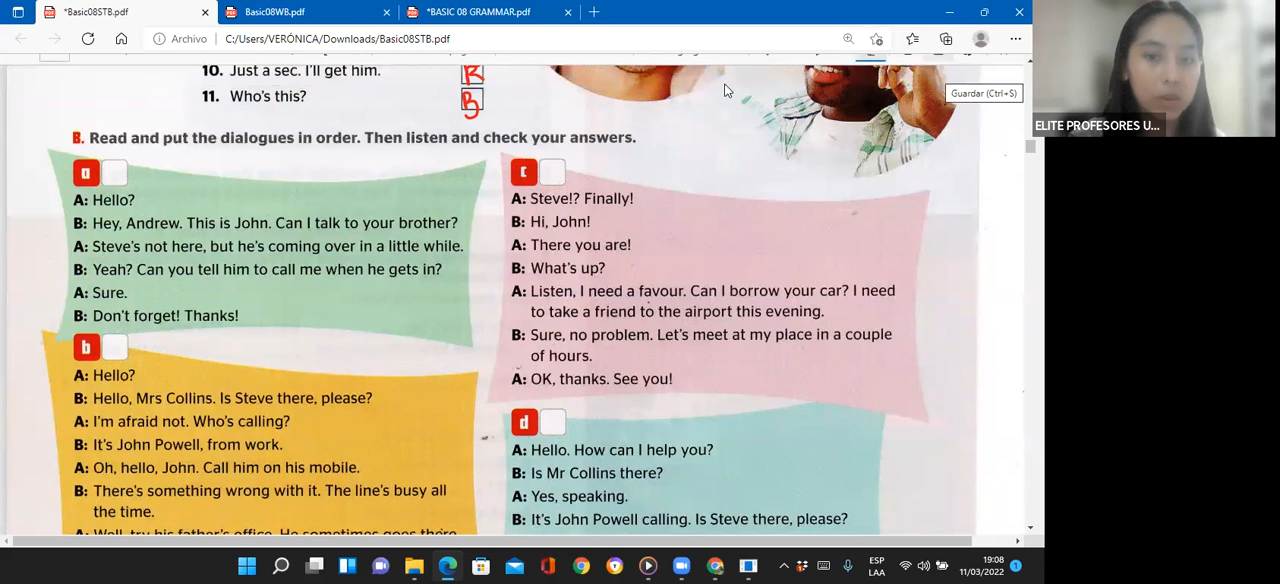 *Basic08STB.pdf
Basic08WB.pdf
*BASIC 08 GRAMMAR.pdf
Archivo
C:/Users/VERÓNICA/Downloads/Basic08STB.pdf
Guardar (Ctrl+S)
ELITE PROFESORES U...
10. Just a sec. I'll get him.
R
11. Who's this?
B
B. Read and put the dialogues in order. Then listen and check your answers.
a
A: Hello?
B: Hey, Andrew. This is John. Can I talk to your brother?
A: Steve's not here, but he's coming over in a little while.
B: Yeah? Can you tell him to call me when he gets in?
A: Sure.
B: Don't forget! Thanks!
b
A: Hello?
B: Hello, Mrs Collins. Is Steve there, please?
A: I'm afraid not. Who's calling?
B: It's John Powell, from work.
A: Oh, hello, John. Call him on his mobile.
B: There's something wrong with it. The line's busy all
the time.
A: Well, try his father's office. He sometimes goes there
c
A: Steve!? Finally!
B: Hi, John!
A: There you are!
B: What's up?
A: Listen, I need a favour. Can I borrow your car? I need
to take a friend to the airport this evening.
B: Sure, no problem. Let's meet at my place in a couple
of hours.
A: OK, thanks. See you!
d
A: Hello. How can I help you?
B: Is Mr Collins there?
A: Yes, speaking.
B: It's John Powell calling. Is Steve there, please?
ESP
LAA
19:08
11/03/2022